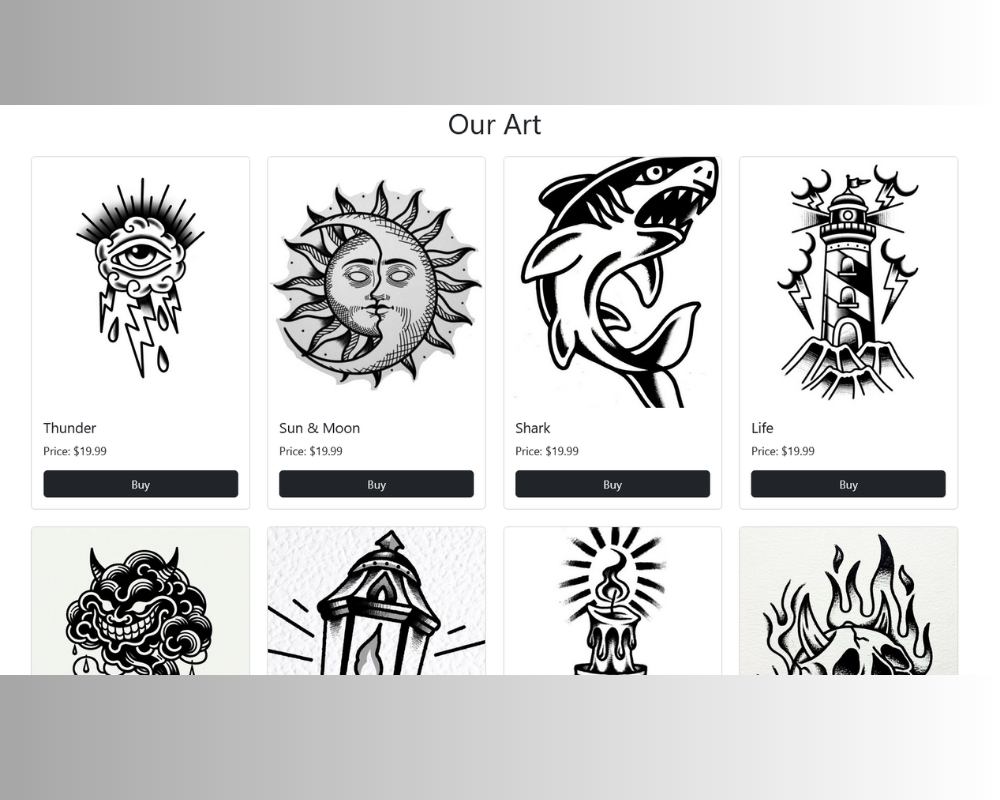 Our Art
Thunder
Price: $19.99
Buy
Sun & Moon
Price: $19.99
Buy
Shark
Price: $19.99
Buy
Life
Price: $19.99
Buy